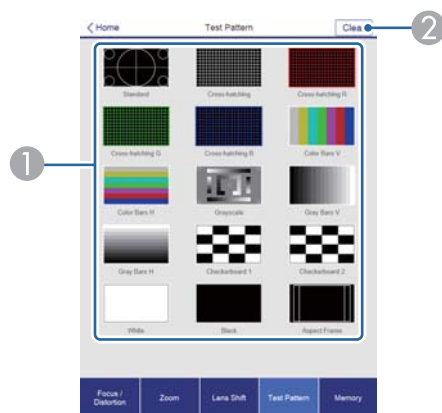 Home Test Pattern Clea 2
Standard Cross-hatching Cross-hatching R
1
Cross-hatching G Cross-hatching B Color Bars V
Color Bars H Grayscale Gray Bars V
Gray Bars H Checkerboard 1 Checkerboard 2
White Black Aspect Frame
Focus / Distortion Zoom Lens Shift Test Pattern Memory